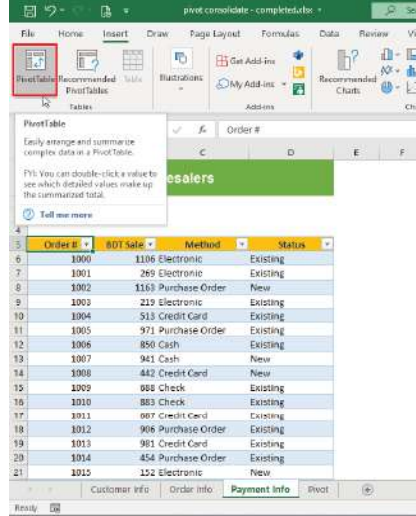 pivot consolidate - completed.xlsx
Se
File Home Insert Draw Page Layout Formulas Data Review Vi
PivotTable Recommended PivotTables Table Illustrations Get Add-ins My Add-ins Recommended Charts
Tables Add-ins Ch
PivotTable
Easily arrange and summarize
complex data in a PivotTable.
FYI: You can double-click a value to
see which detailed values make up
the summarized total.
Tell me more
fx Order #
C D E F
esalers
4
5 Order # BDT Sale Method Status
6 1000 1106 Electronic Existing
7 1001 269 Electronic Existing
8 1002 1163 Purchase Order New
9 1003 219 Electronic Existing
10 1004 513 Credit Card Existing
11 1005 971 Purchase Order Existing
12 1006 850 Cash Existing
13 1007 941 Cash New
14 1008 442 Credit Card New
15 1009 688 Check Existing
16 1010 883 Check Existing
17 1011 667 Credit Card Existing
18 1012 906 Purchase Order Existing
19 1013 981 Credit Card Existing
20 1014 454 Purchase Order Existing
21 1015 152 Electronic New
Customer Info Order Info Payment Info Pivot
Ready